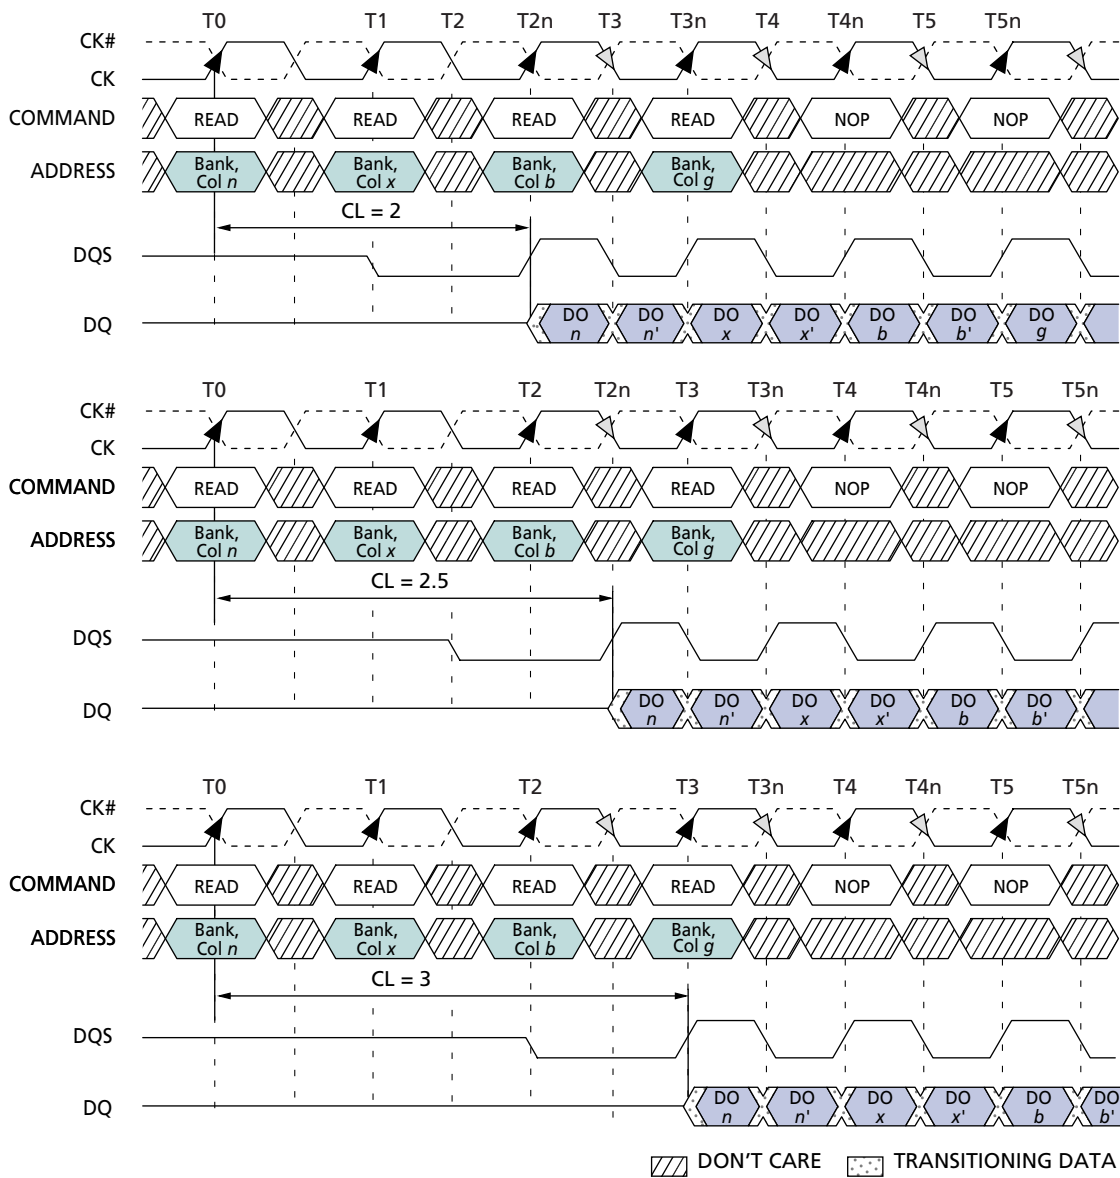 T0 T1 T2 T2n T3 T3n T4 T4n T5 T5n
CK#
CK
COMMAND READ READ READ READ NOP NOP
ADDRESS Bank, Col n Bank, Col x Bank, Col b Bank, Col g
CL = 2
DQS
DQ DO n DO n' DO x DO x' DO b DO b' DO g
T0 T1 T2 T2n T3 T3n T4 T4n T5 T5n
CK#
CK
COMMAND READ READ READ READ NOP NOP
ADDRESS Bank, Col n Bank, Col x Bank, Col b Bank, Col g
CL = 2.5
DQS
DQ DO n DO n' DO x DO x' DO b DO b'
T0 T1 T2 T3 T3n T4 T4n T5 T5n
CK#
CK
COMMAND READ READ READ READ NOP NOP
ADDRESS Bank, Col n Bank, Col x Bank, Col b Bank, Col g
CL = 3
DQS
DQ DO n DO n' DO x DO x' DO b DO b'
DON'T CARE TRANSITIONING DATA